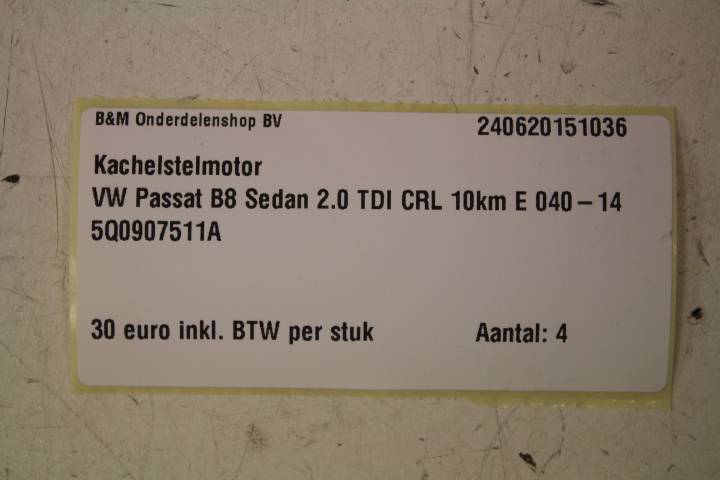 B&M Onderdelenshop BV 240620151036
Kachelstelmotor
VW Passat B8 Sedan 2.0 TDI CRL 10km E 040-14
5Q0907511A
30 euro inkl. BTW per stuk Aantal: 4